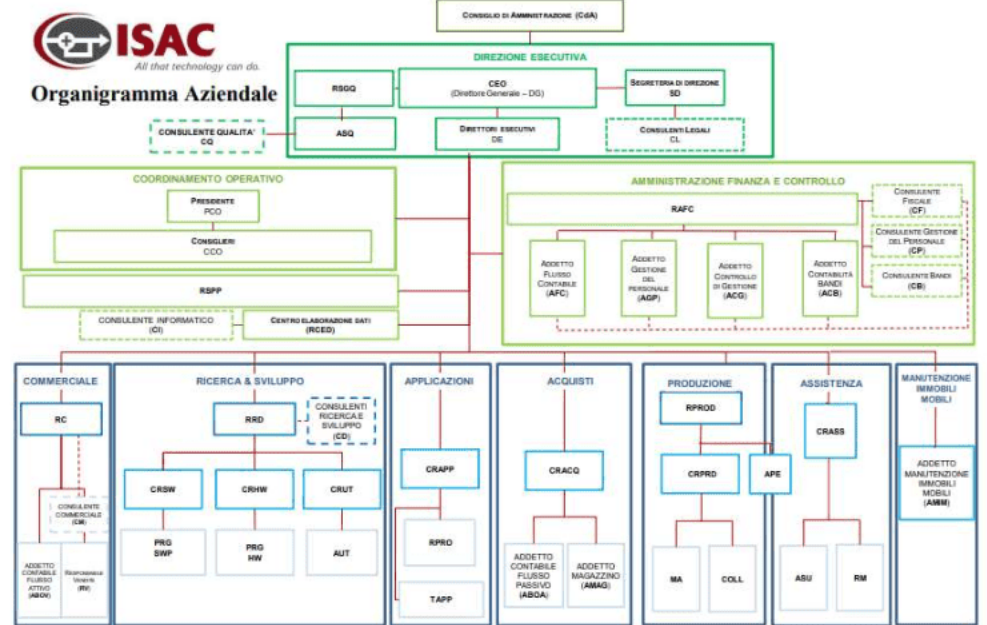 CONSIGLIO DI AMMINISTRAZIONE (CdA)
ISAC
All that technology can do.
Organigramma Aziendale
DIREZIONE ESECUTIVA
RSGQ
CEO
(Direttore Generale – DG)
SEGRETERIA DI DIREZIONE
SD
CONSULENTE QUALITA'
CQ
ASQ
DIRETTORI ESECUTIVI
DE
CONSULENTI LEGALI
CL
COORDINAMENTO OPERATIVO
PRESIDENTE
PCO
CONSIGLIERI
CCO
RSPP
CONSULENTE INFORMATICO
(CI)
CENTRO ELABORAZIONE DATI
(RCED)
AMMINISTRAZIONE FINANZA E CONTROLLO
RAFC
CONSULENTE
FISCALE
(CF)
CONSULENTE GESTIONE
DEL PERSONALE
(CP)
CONSULENTE BANDI
(CB)
ADDETTO
FLUSSO
CONTABILE
(AFC)
ADDETTO
GESTIONE
DEL
PERSONALE
(AGP)
ADDETTO
CONTROLLO
DI GESTIONE
(ACG)
ADDETTO
CONTABILITÀ
BANDI
(ACB)
COMMERCIALE
RC
CONSULENTE
COMMERCIALE
(CM)
ADDETTO
CONTABILE
FLUSSO
ATTIVO
RESPONSABILE
VENDITE
(RV)
RICERCA & SVILUPPO
RRD
CONSULENTI
RICERCA E
SVILUPPO
(CD)
CRSW
CRHW
CRUT
PRG
SWP
PRG
HW
AUT
APPLICAZIONI
CRAPP
RPRO
TAPP
ACQUISTI
CRACQ
ADDETTO
CONTABILE
FLUSSO
PASSIVO
(ABOA)
ADDETTO
MAGAZZINO
(AMAG)
PRODUZIONE
RPROD
CRPRD
APE
MA
COLL
ASSISTENZA
CRASS
ASU
RM
MANUTENZIONE
IMMOBILI
MOBILI
ADDETTO
MANUTENZIONE
IMMOBILI
MOBILI
(AMIM)